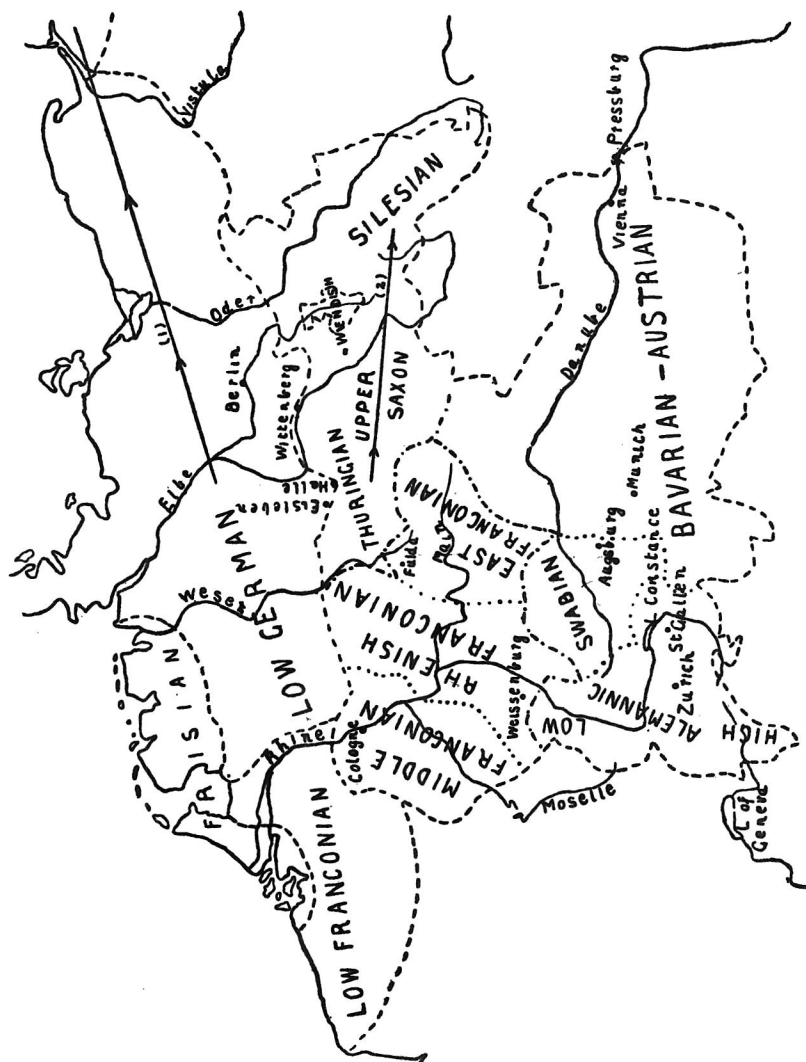 Vistula
Oder
(1)
Elbe
Berlin
Wittenberg
SILESIAN
WENDISH
(2)
UPPER
SAXON
THURINGIAN
Halle
Eisleben
Weser
LOW GERMAN
FRISIAN
Rhine
LOW FRANCONIAN
Cologne
MIDDLE
FRANCONIAN
RHENISH
FRANCONIAN
Fulda
Main
EAST
FRANCONIAN
Moselle
Weissenburg
LOW
ALEMANNIC
HIGH
SWABIAN
Augsburg
Munich
Constance
St Gallen
Zürich
L of
Geneva
BAVARIAN-AUSTRIAN
Danube
Vienna
Pressburg